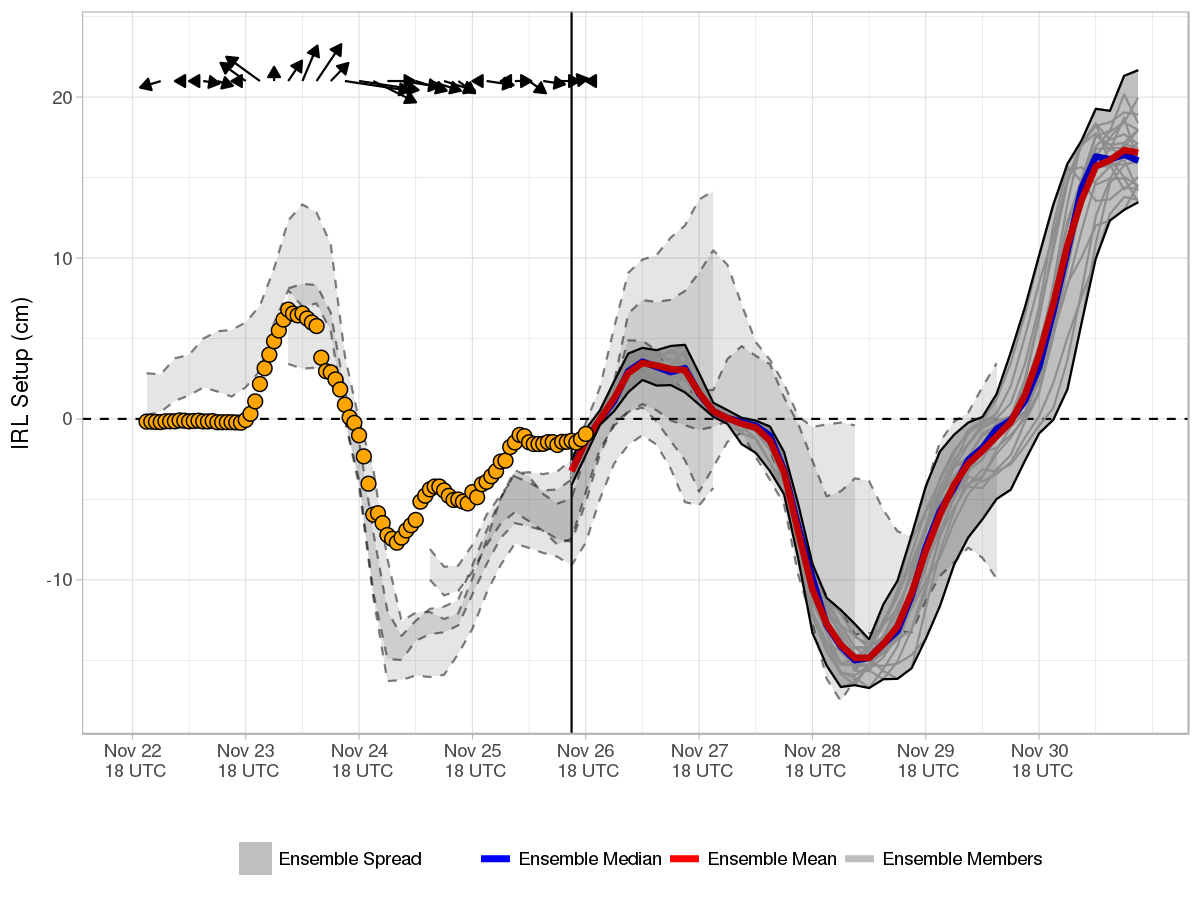 IRL Setup (cm)
20
10
0
-10
Nov 22 Nov 23 Nov 24 Nov 25 Nov 26 Nov 27 Nov 28 Nov 29 Nov 30
18 UTC 18 UTC 18 UTC 18 UTC 18 UTC 18 UTC 18 UTC 18 UTC 18 UTC
Ensemble Spread Ensemble Median Ensemble Mean Ensemble Members